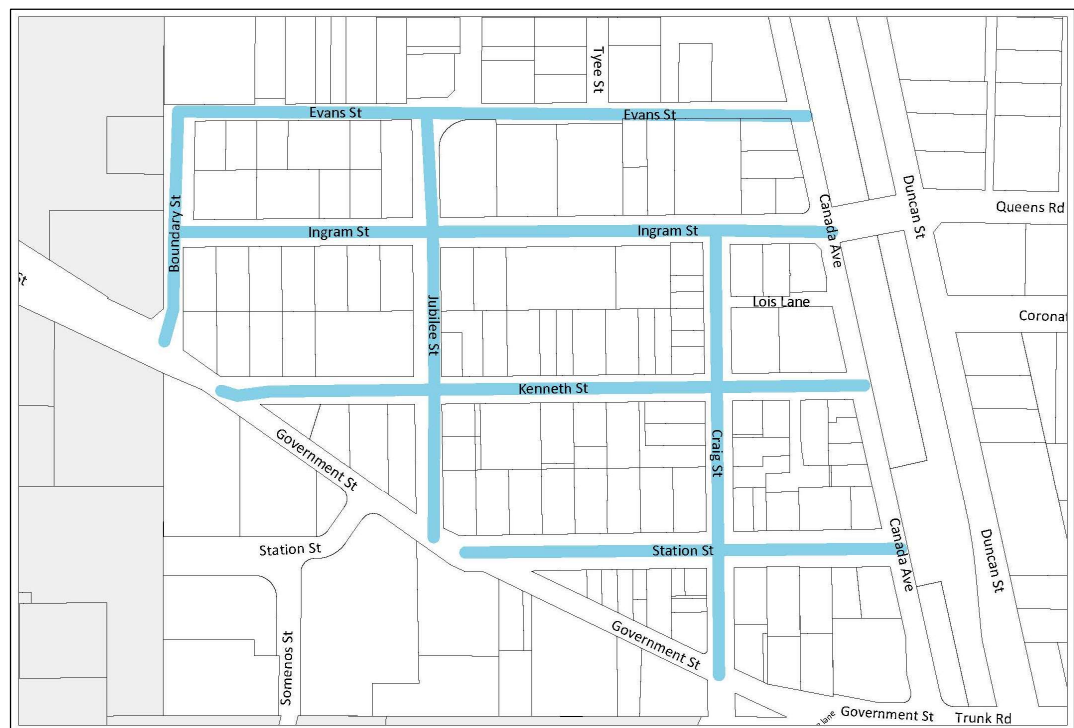 Tyee St
Evans St
Evans St
Boundary St
Canada Ave
Duncan St
Queens Rd
Ingram St
Ingram St
St
Jubilee St
Lois Lane
Kenneth St
Craig St
Government St
Station St
Station St
Canada Ave
Duncan St
Somenos St
Government St
Government St
Trunk Rd